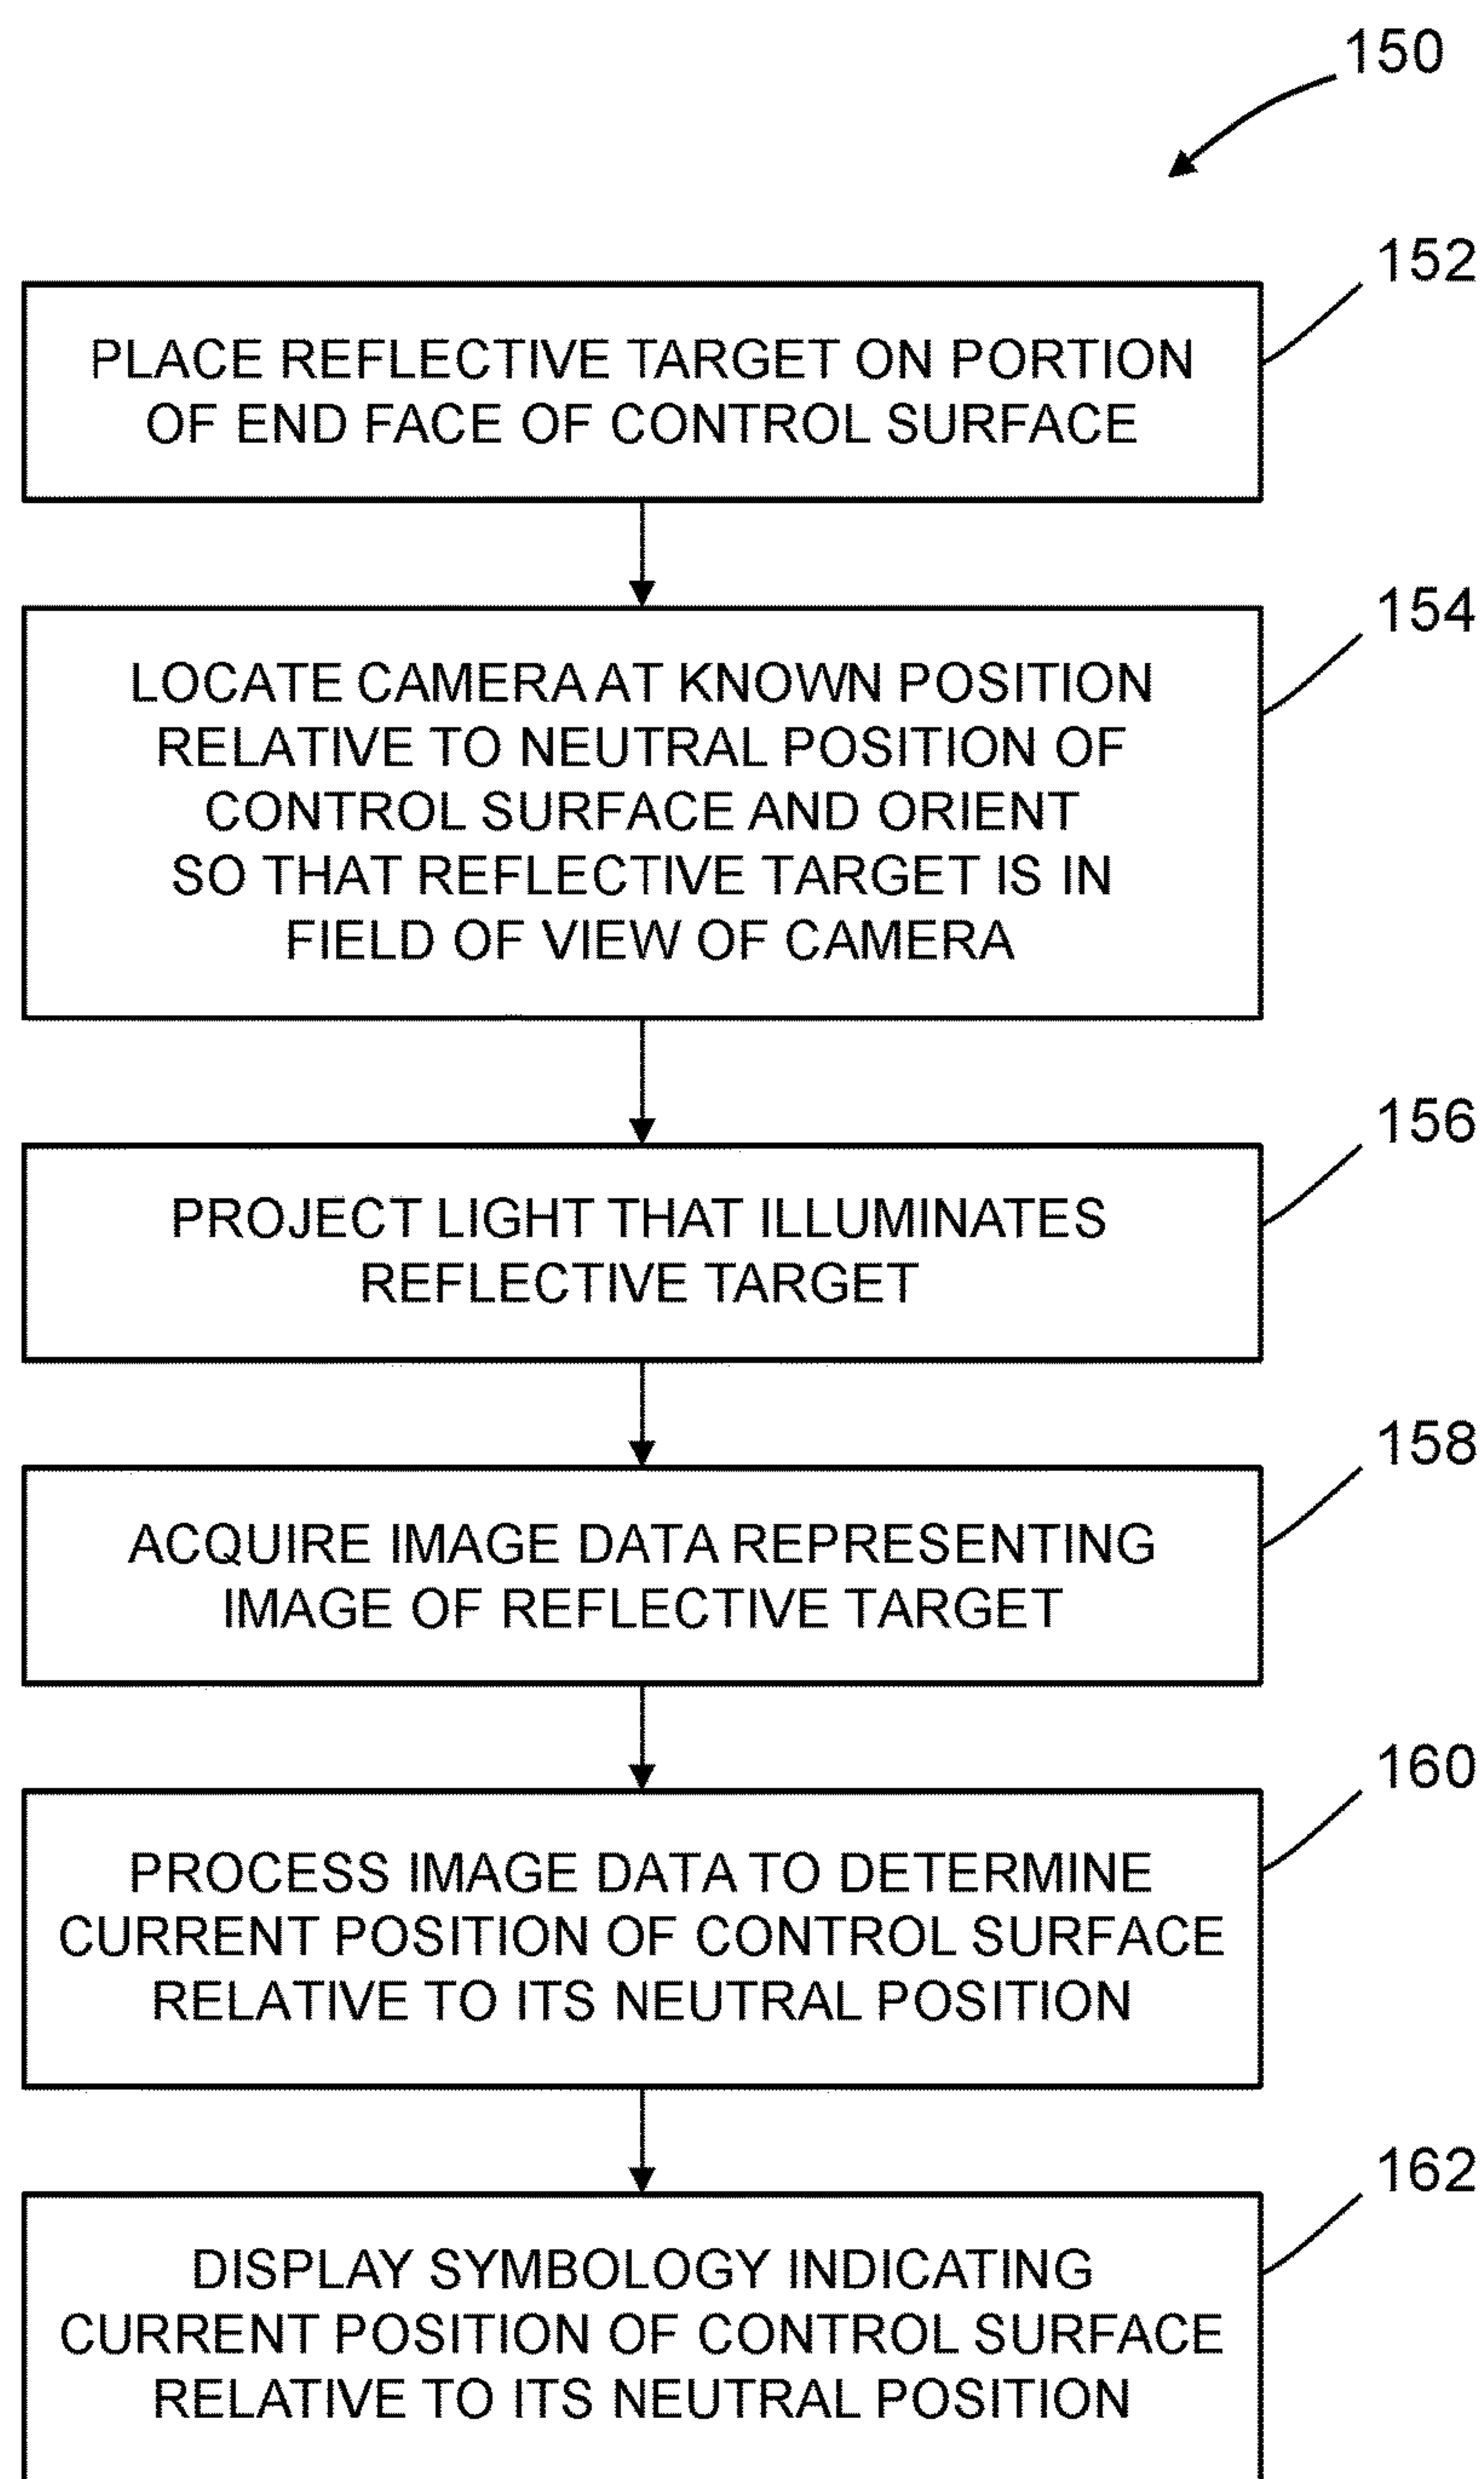 150
152
PLACE REFLECTIVE TARGET ON PORTION
OF END FACE OF CONTROL SURFACE
154
LOCATE CAMERA AT KNOWN POSITION
RELATIVE TO NEUTRAL POSITION OF
CONTROL SURFACE AND ORIENT
SO THAT REFLECTIVE TARGET IS IN
FIELD OF VIEW OF CAMERA
156
PROJECT LIGHT THAT ILLUMINATES
REFLECTIVE TARGET
158
ACQUIRE IMAGE DATA REPRESENTING
IMAGE OF REFLECTIVE TARGET
160
PROCESS IMAGE DATA TO DETERMINE
CURRENT POSITION OF CONTROL SURFACE
RELATIVE TO ITS NEUTRAL POSITION
162
DISPLAY SYMBOLOGY INDICATING
CURRENT POSITION OF CONTROL SURFACE
RELATIVE TO ITS NEUTRAL POSITION